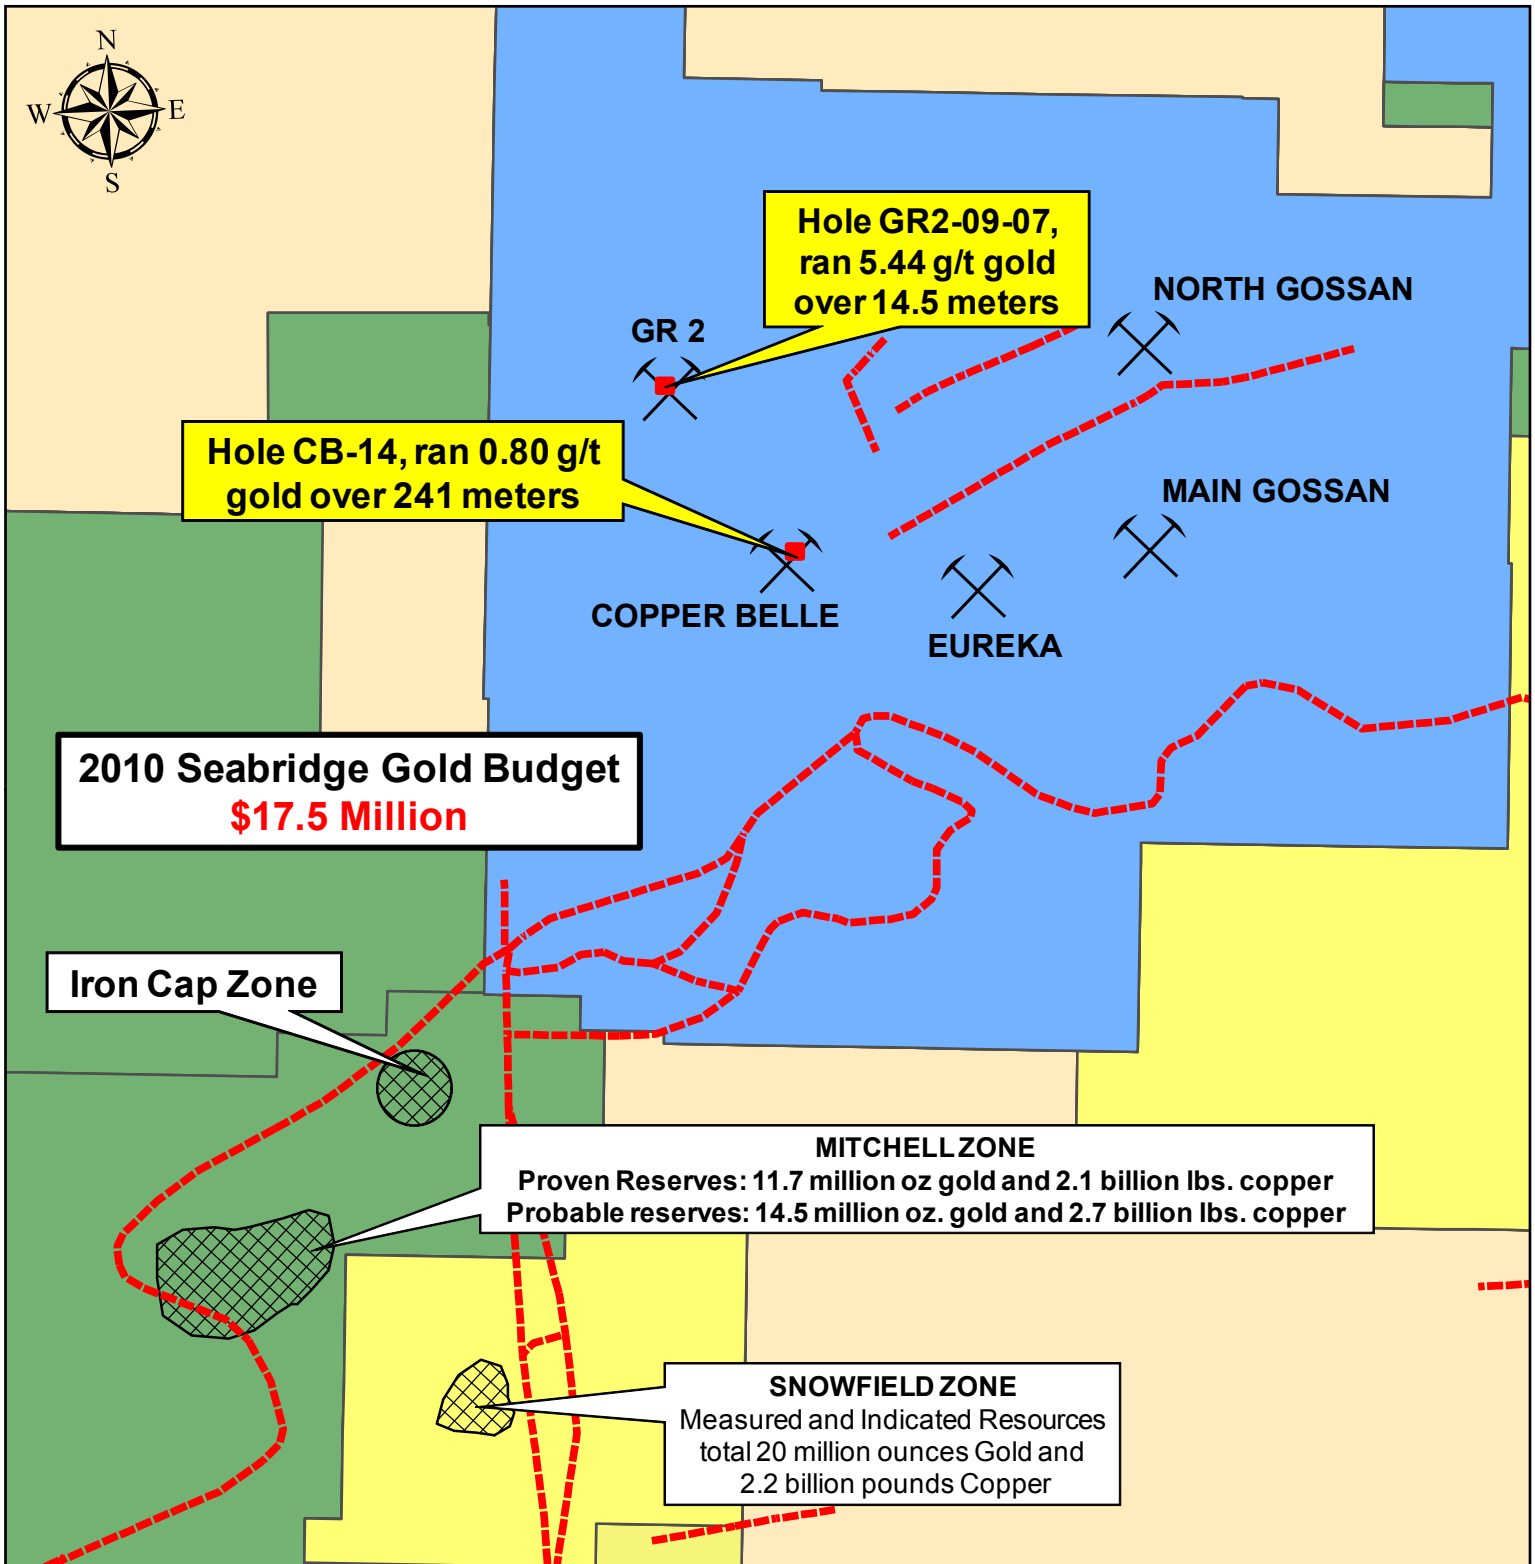 N
W
E
S
Hole GR2-09-07,
ran 5.44 g/t gold
over 14.5 meters
NORTH GOSSAN
GR 2
Hole CB-14, ran 0.80 g/t
gold over 241 meters
MAIN GOSSAN
COPPER BELLE
EUREKA
2010 Seabridge Gold Budget
$17.5 Million
Iron Cap Zone
MITCHELL ZONE
Proven Reserves: 11.7 million oz gold and 2.1 billion lbs. copper
Probable reserves: 14.5 million oz. gold and 2.7 billion lbs. copper
SNOWFIELD ZONE
Measured and Indicated Resources
total 20 million ounces Gold and
2.2 billion pounds Copper